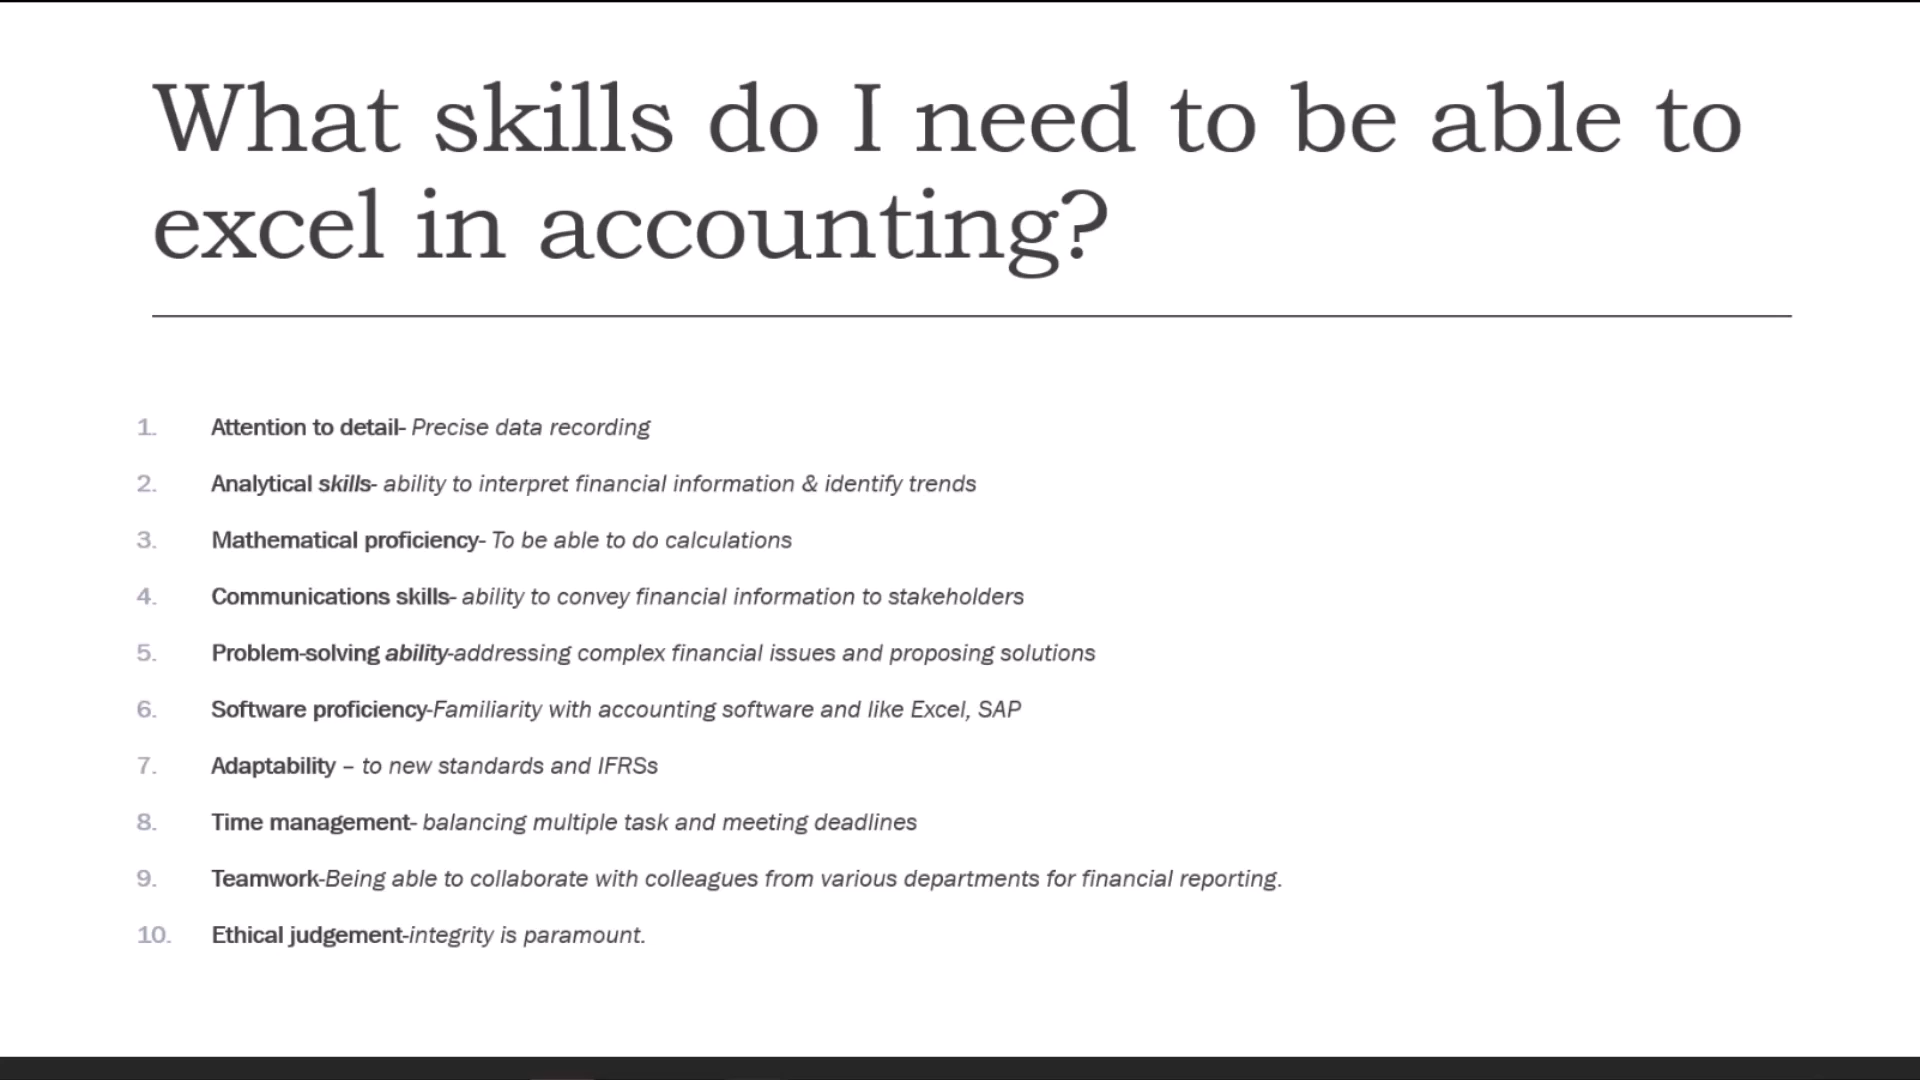 What skills do I need to be able to
excel in accounting?
1. Attention to detail- Precise data recording
2. Analytical skills- ability to interpret financial information & identify trends
3. Mathematical proficiency- To be able to do calculations
4. Communications skills- ability to convey financial information to stakeholders
5. Problem-solving ability-addressing complex financial issues and proposing solutions
6. Software proficiency-Familiarity with accounting software and like Excel, SAP
7. Adaptability – to new standards and IFRSs
8. Time management- balancing multiple task and meeting deadlines
9. Teamwork-Being able to collaborate with colleagues from various departments for financial reporting.
10. Ethical judgement-integrity is paramount.